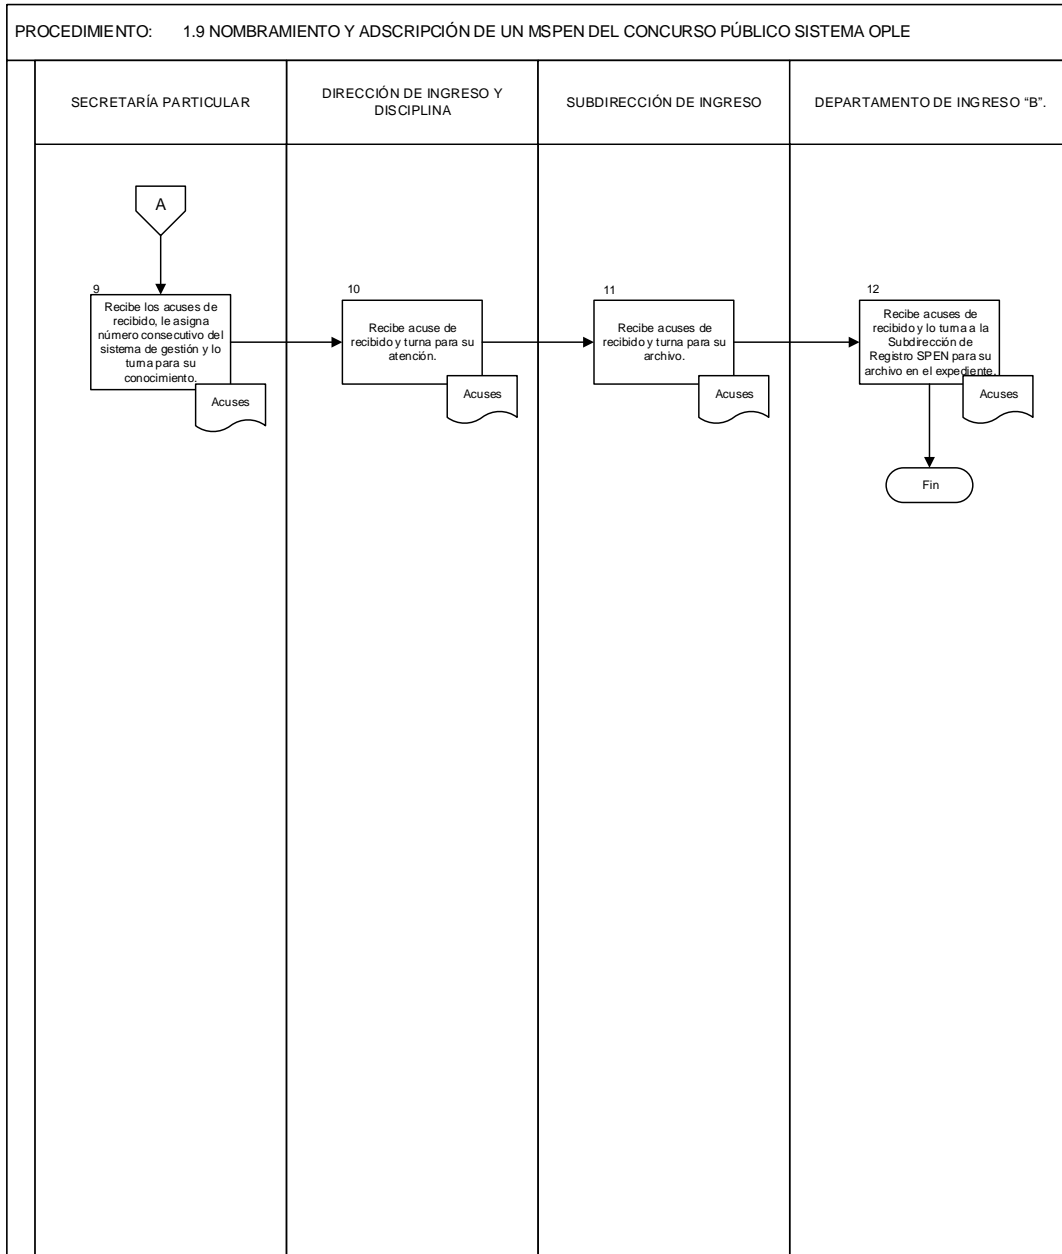 PROCEDIMIENTO: 1.9 NOMBRAMIENTO Y ADSCRIPCIÓN DE UN MSPEN DEL CONCURSO PÚBLICO SISTEMA OPLE
SECRETARÍA PARTICULAR
DIRECCIÓN DE INGRESO Y
DISCIPLINA
SUBDIRECCIÓN DE INGRESO
DEPARTAMENTO DE INGRESO "B".
A
9
Recibe los acuses de
recibido, le asigna
número consecutivo del
sistema de gestión y lo
turna para su
conocimiento.
Acuses
10
Recibe acuse de
recibido y turna para su
atención.
Acuses
11
Recibe acuses de
recibido y turna para su
archivo.
Acuses
12
Recibe acuses de
recibido y lo turna a la
Subdirección de
Registro SPEN para su
archivo en el expediente.
Acuses
Fin